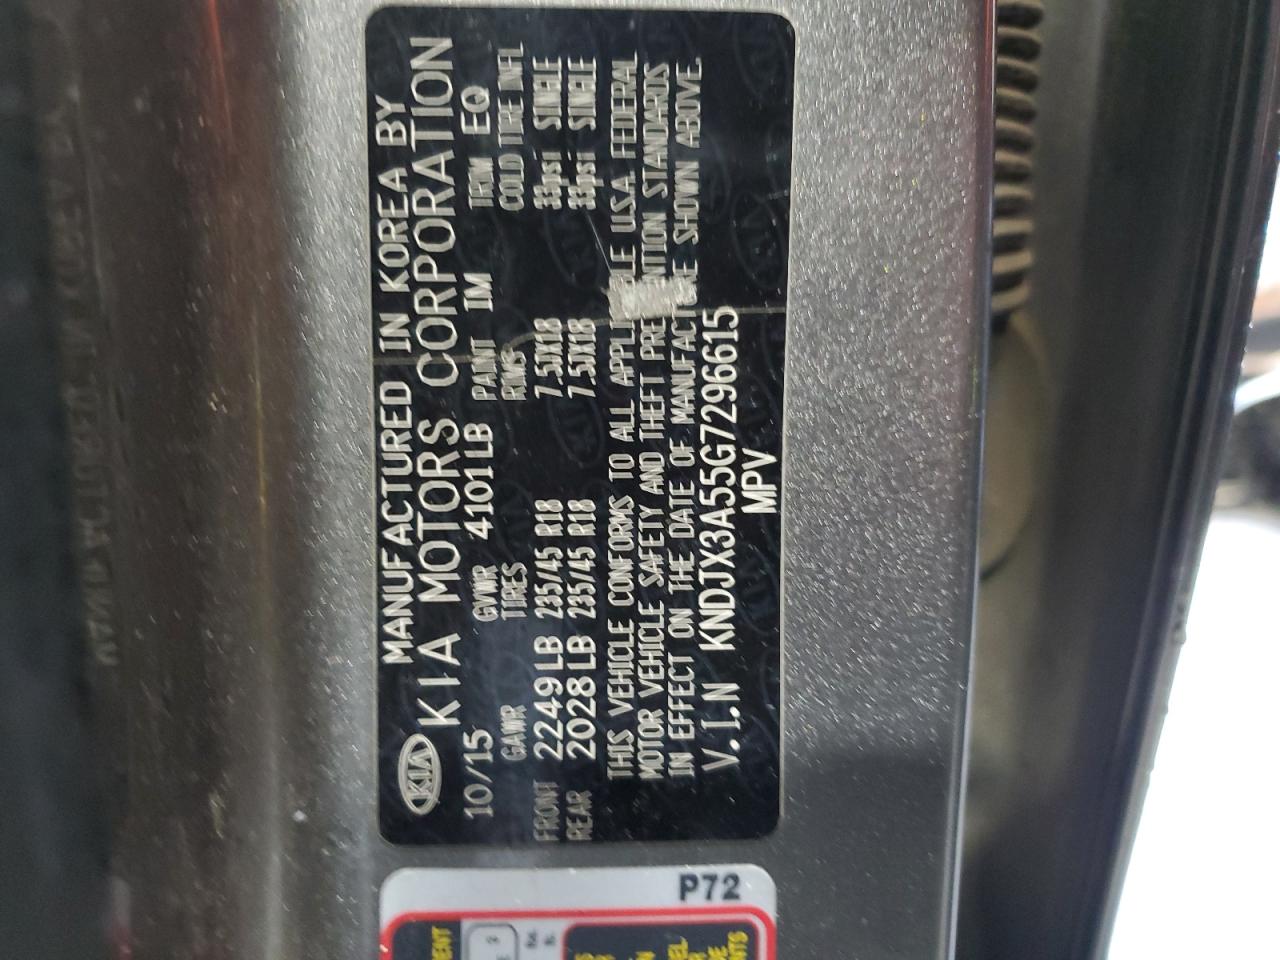 KIA
MANUFACTURED IN KOREA BY
KIA MOTORS CORPORATION
10/15 GVWR 4101LB PAINT IM TRIM EQ
GAWR TIRES RIMS COLD TIRE INFL
FRONT 2249LB 235/45 R18 7.5JX18 33psi SINGLE
REAR 2028LB 235/45 R18 7.5JX18 33psi SINGLE
THIS VEHICLE CONFORMS TO ALL APPLICABLE U.S.A. FEDERAL
MOTOR VEHICLE SAFETY AND THEFT PREVENTION STANDARDS
IN EFFECT ON THE DATE OF MANUFACTURE SHOWN ABOVE.
V.I.N KNDJX3A55G7296615
MPV
P72